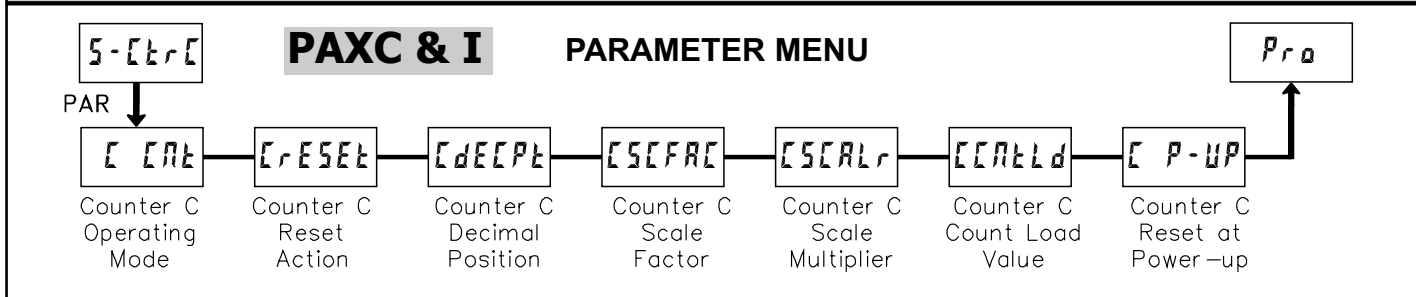 5-CtrC
PAXC & I PARAMETER MENU
Pro
PAR
C Cnt
CrESEt
CdECPt
CSCFAC
CSCALr
CCntLd
C P-UP
Counter C
Operating
Mode
Counter C
Reset
Action
Counter C
Decimal
Position
Counter C
Scale
Factor
Counter C
Scale
Multiplier
Counter C
Count Load
Value
Counter C
Reset at
Power-up